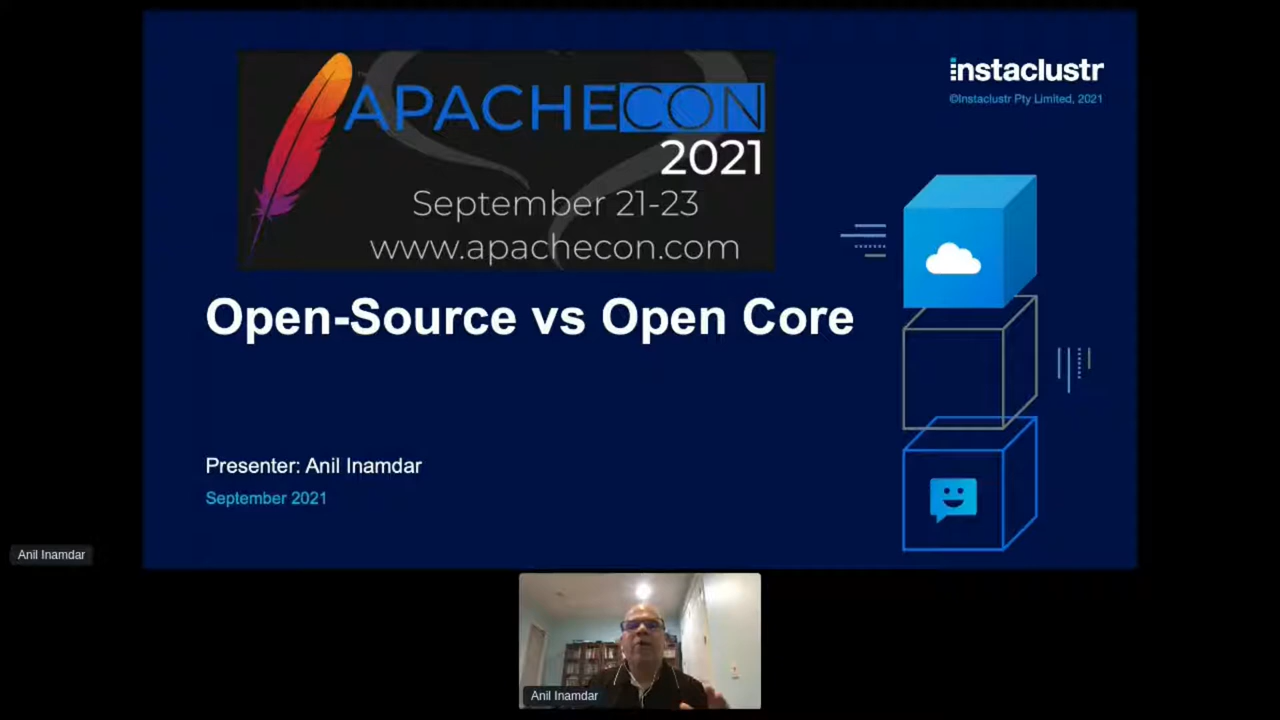 APACHECON
2021
September 21-23
www.apachecon.com
instaclustr
©Instaclustr Pty Limited, 2021
Open-Source vs Open Core
Presenter: Anil Inamdar
September 2021
Anil Inamdar
Anil Inamdar